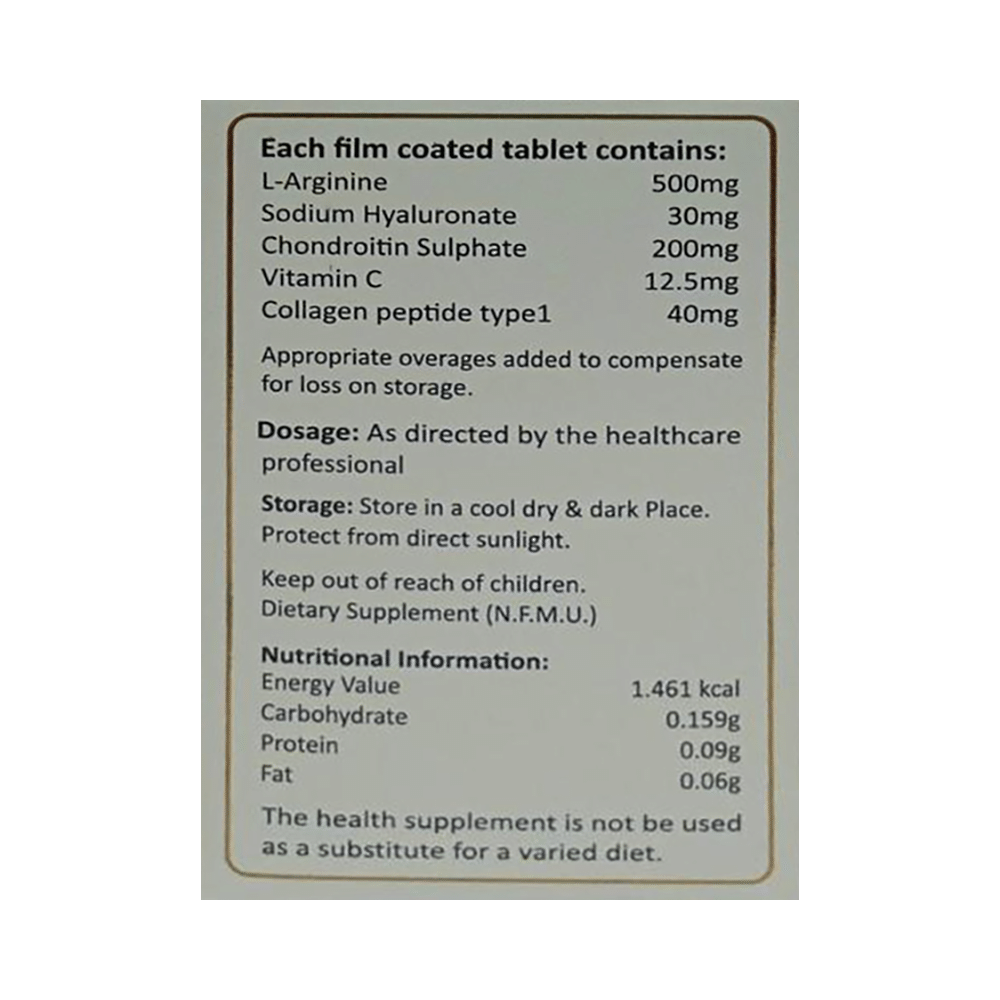 Each film coated tablet contains:
L-Arginine 500mg
Sodium Hyaluronate 30mg
Chondroitin Sulphate 200mg
Vitamin C 12.5mg
Collagen peptide type1 40mg
Appropriate overages added to compensate
for loss on storage.
Dosage: As directed by the healthcare
professional
Storage: Store in a cool dry & dark Place.
Protect from direct sunlight.
Keep out of reach of children.
Dietary Supplement (N.F.M.U.)
Nutritional Information:
Energy Value 1.461 kcal
Carbohydrate 0.159g
Protein 0.09g
Fat 0.06g
The health supplement is not be used
as a substitute for a varied diet.